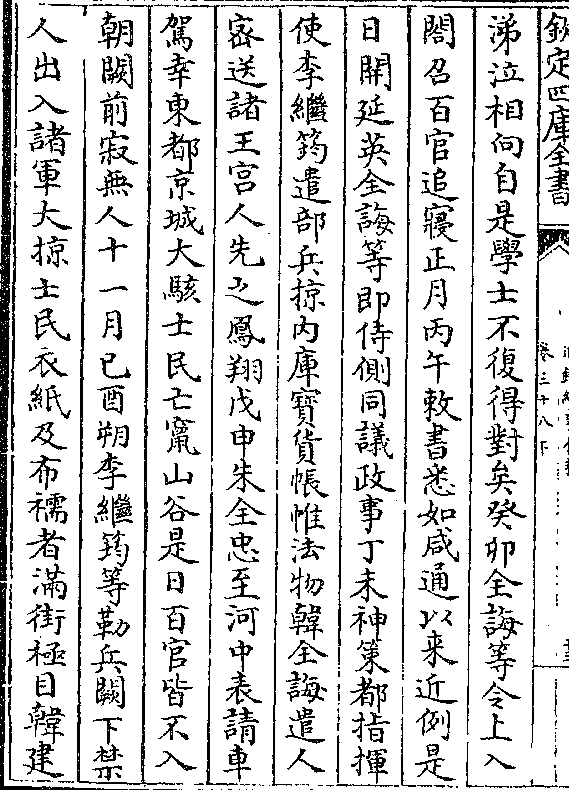 欽定四庫全書
卷三十八下
涕泣相向自是學士不復得對矣癸卯全誨等令上入
閤召百官追寢正月丙午敕書悉如咸通以来近例是
日開延英全誨等即侍側同議政事丁未神策都指揮
使李繼筠遣部兵掠内庫寶貨帳帷法物韓全誨遣人
宻送諸王宫人先之鳳翔戊申朱全忠至河中表請車
駕幸東都京城大駭士民亡竄山谷是日百官皆不入
朝闕前寂無人十一月己酉朔李繼筠等勒兵闕下禁
人出入諸軍大掠士民衣紙及布襦者滿街極目韓建